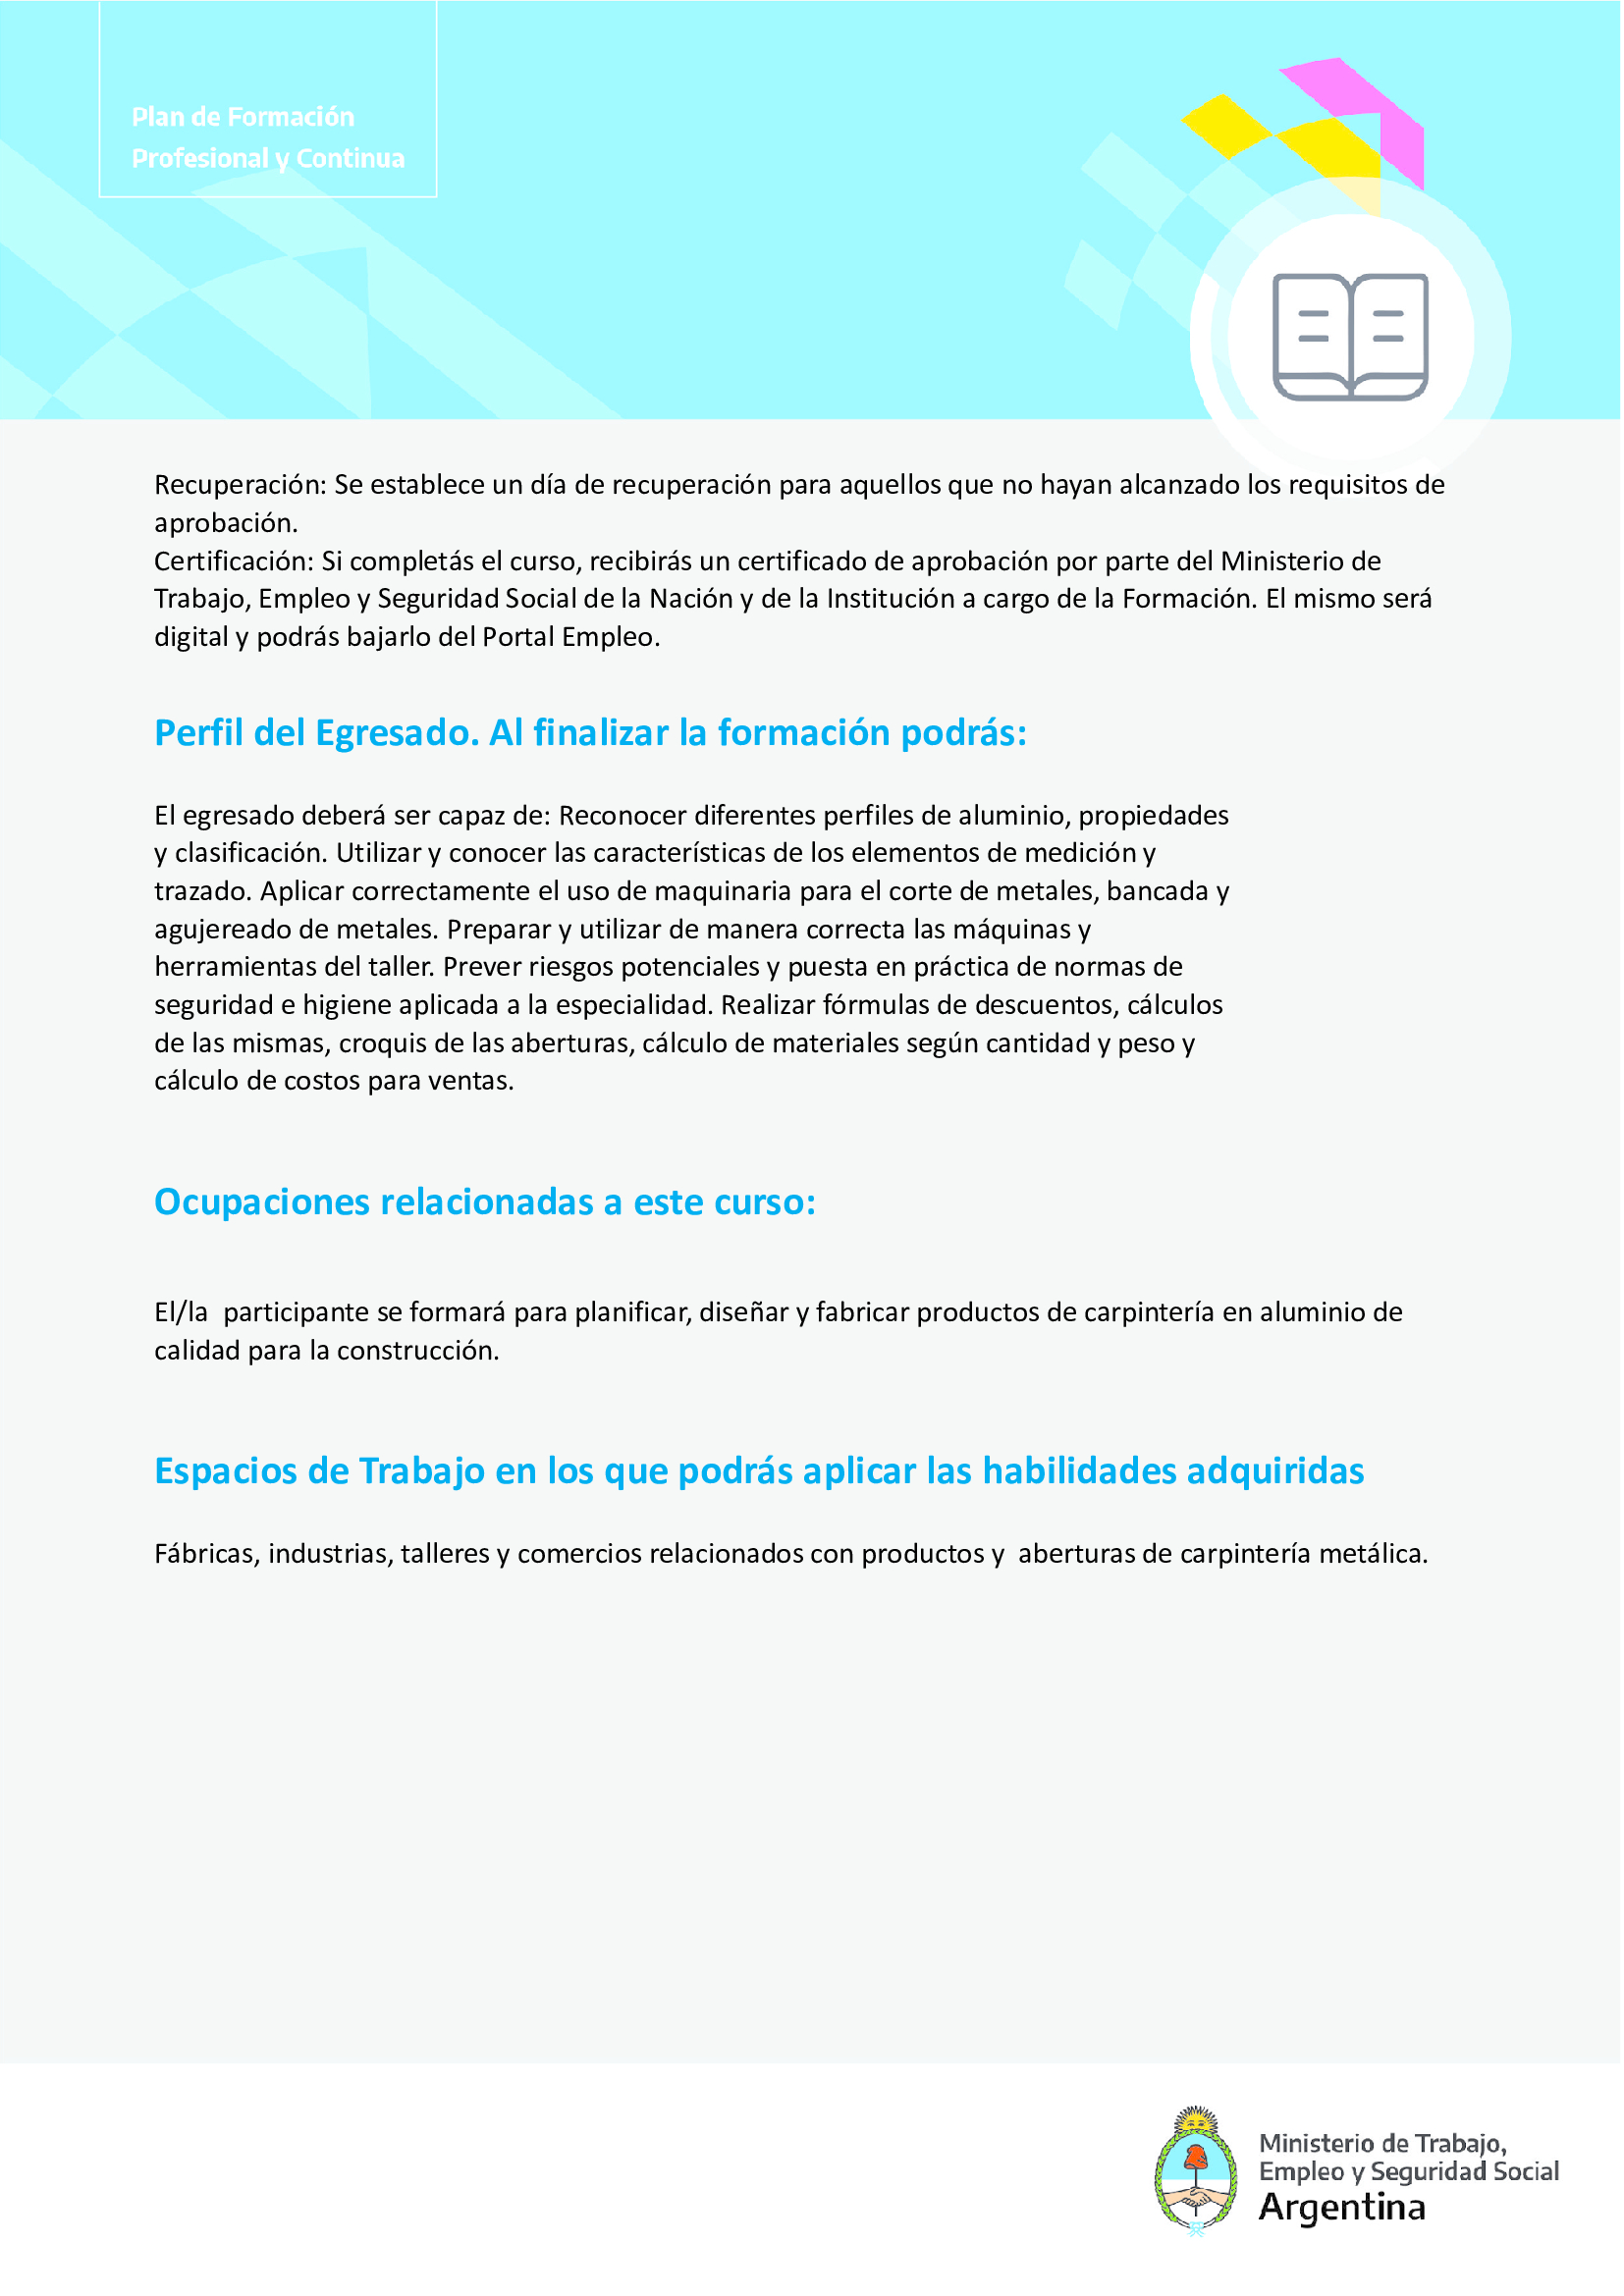 Plan de Formación
Profesional y Continua
Recuperación: Se establece un día de recuperación para aquellos que no hayan alcanzado los requisitos de
aprobación.
Certificación: Si completás el curso, recibirás un certificado de aprobación por parte del Ministerio de
Trabajo, Empleo y Seguridad Social de la Nación y de la Institución a cargo de la Formación. El mismo será
digital y podrás bajarlo del Portal Empleo.
Perfil del Egresado. Al finalizar la formación podrás:
El egresado deberá ser capaz de: Reconocer diferentes perfiles de aluminio, propiedades
y clasificación. Utilizar y conocer las características de los elementos de medición y
trazado. Aplicar correctamente el uso de maquinaria para el corte de metales, bancada y
agujereado de metales. Preparar y utilizar de manera correcta las máquinas y
herramientas del taller. Prever riesgos potenciales y puesta en práctica de normas de
seguridad e higiene aplicada a la especialidad. Realizar fórmulas de descuentos, cálculos
de las mismas, croquis de las aberturas, cálculo de materiales según cantidad y peso y
cálculo de costos para ventas.
Ocupaciones relacionadas a este curso:
El/la  participante se formará para planificar, diseñar y fabricar productos de carpintería en aluminio de
calidad para la construcción.
Espacios de Trabajo en los que podrás aplicar las habilidades adquiridas
Fábricas, industrias, talleres y comercios relacionados con productos y  aberturas de carpintería metálica.
Ministerio de Trabajo,
Empleo y Seguridad Social
Argentina